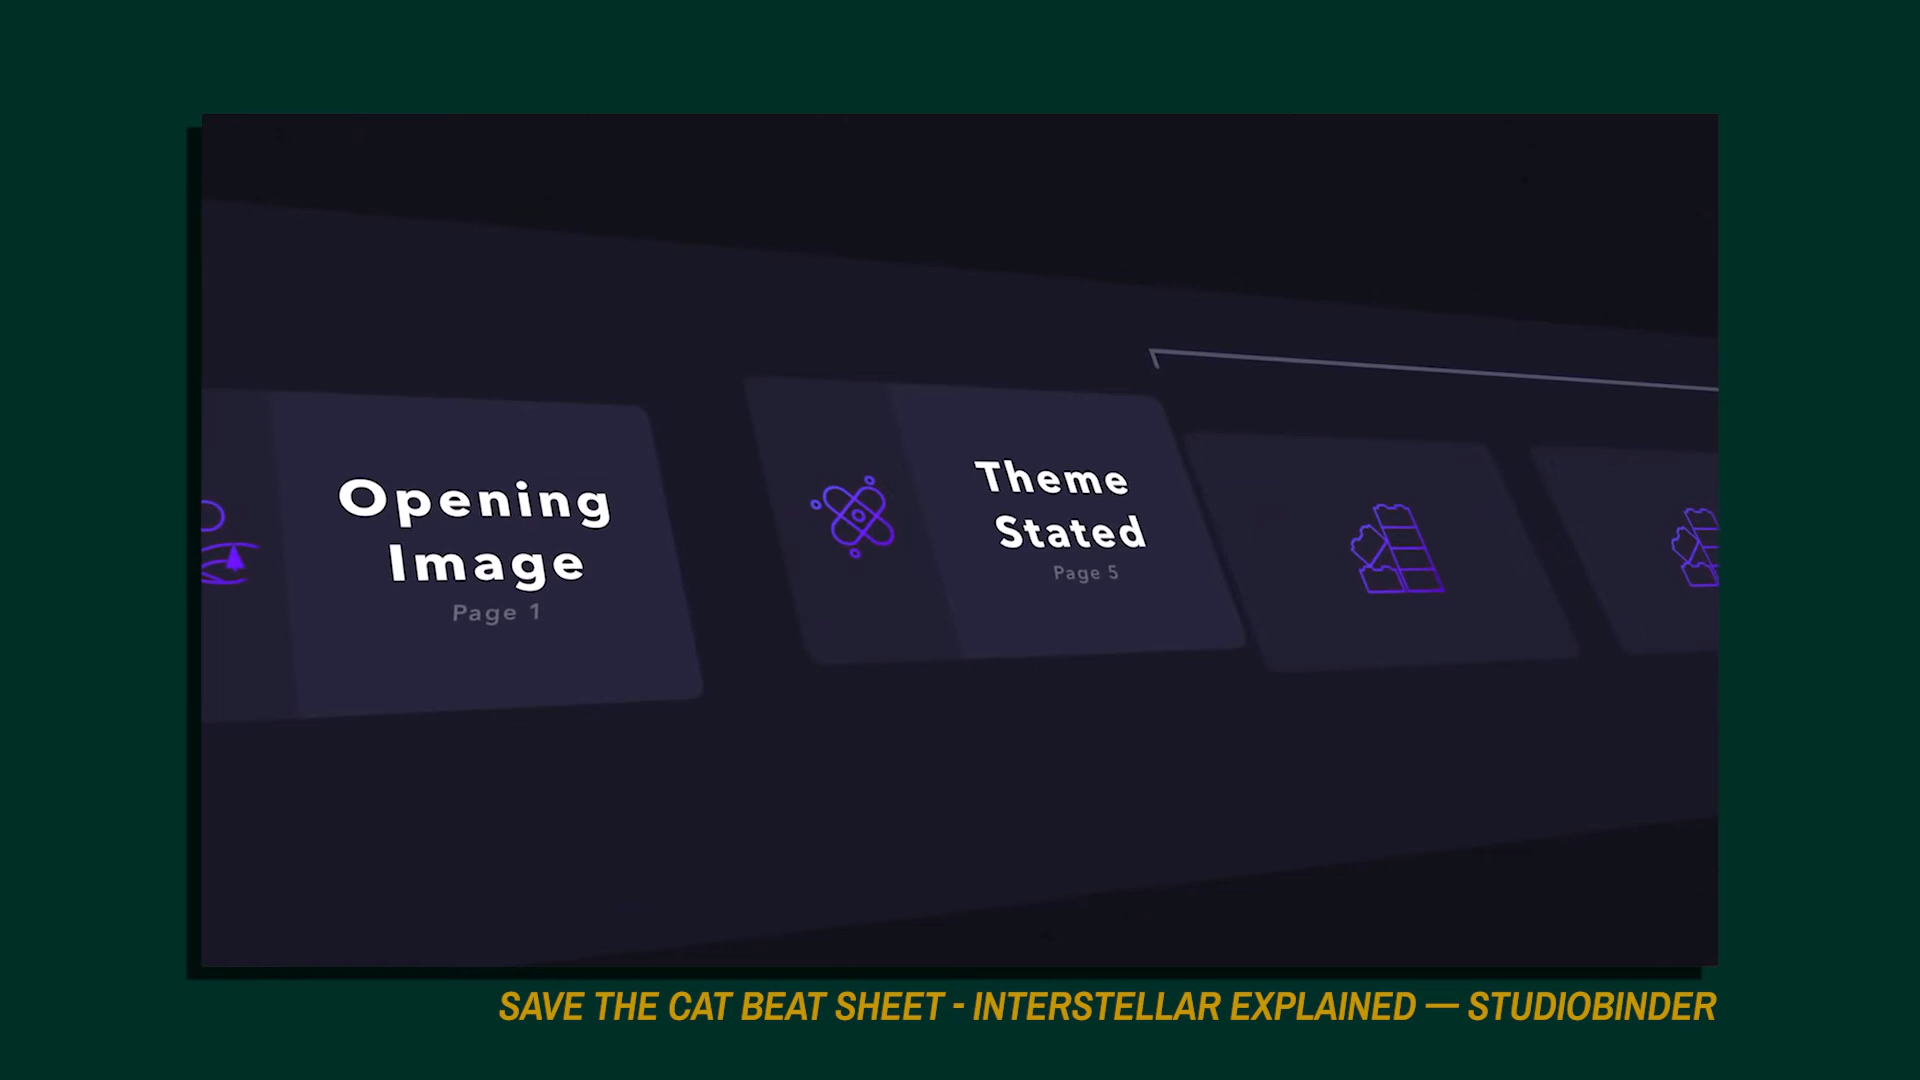 Opening
Image
Page 1
Theme
Stated
Page 5
SAVE THE CAT BEAT SHEET - INTERSTELLAR EXPLAINED — STUDIOBINDER